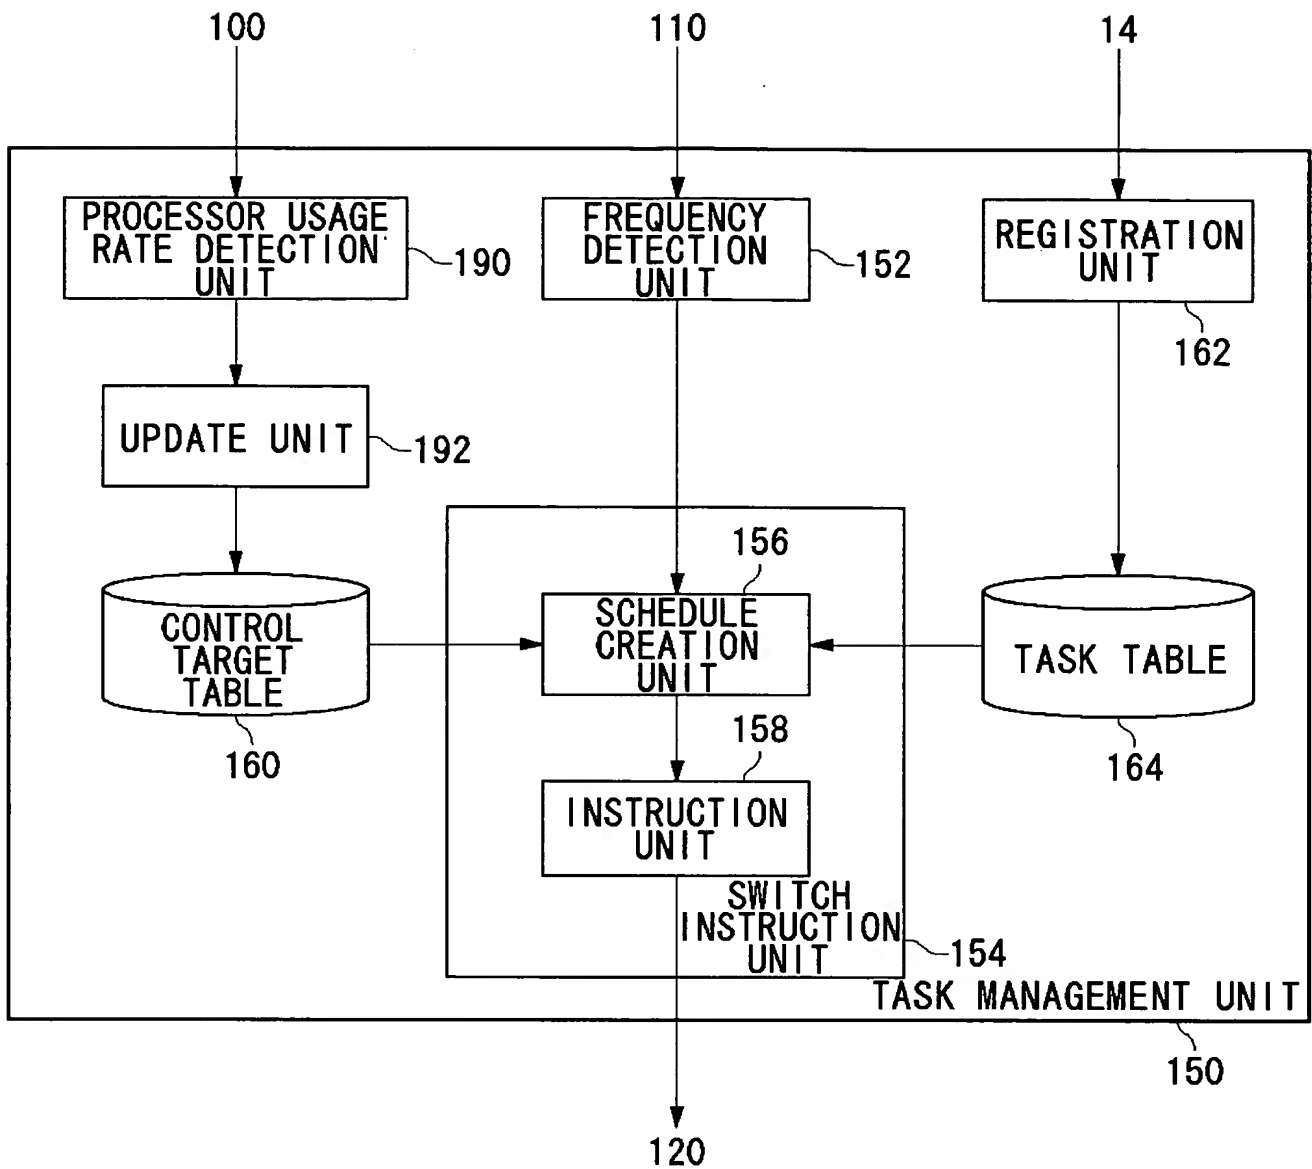 100
110
14
PROCESSOR USAGE
RATE DETECTION
UNIT
190
FREQUENCY
DETECTION
UNIT
152
REGISTRATION
UNIT
162
UPDATE UNIT
192
156
CONTROL
TARGET
TABLE
160
SCHEDULE
CREATION
UNIT
TASK TABLE
164
158
INSTRUCTION
UNIT
SWITCH
INSTRUCTION
UNIT
154
TASK MANAGEMENT UNIT
150
120